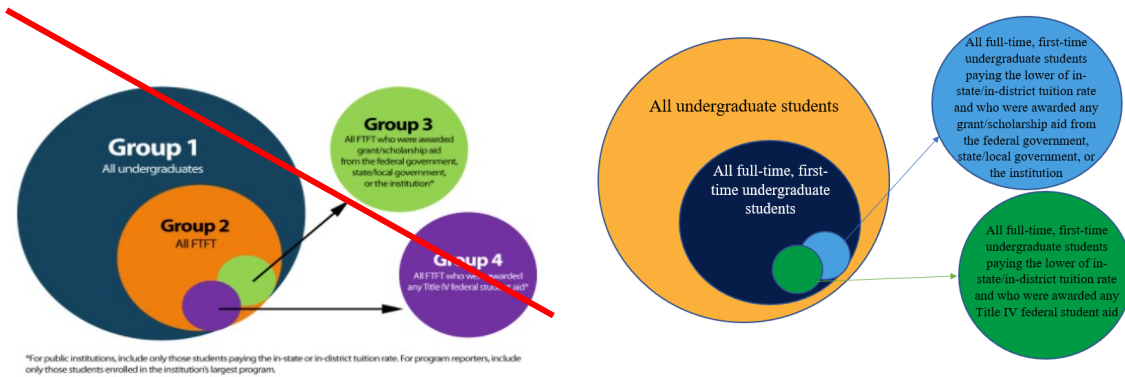 Group 1
All undergraduates
Group 2
All FTFT
Group 3
All FTFT who were awarded
grant/scholarship aid
from the federal government,
state/local government,
or the institution*
Group 4
All FTFT who were awarded
any Title IV federal student aid*
*For public institutions, include only those students paying the in-state or in-district tuition rate. For program reporters, include
only those students enrolled in the institution's largest program.
All undergraduate students
All full-time, first-
time undergraduate
students
All full-time, first-time
undergraduate students
paying the lower of in-
state/in-district tuition rate
and who were awarded any
grant/scholarship aid from
the federal government,
state/local government, or
the institution
All full-time, first-time
undergraduate students
paying the lower of in-
state/in-district tuition rate
and who were awarded any
Title IV federal student aid